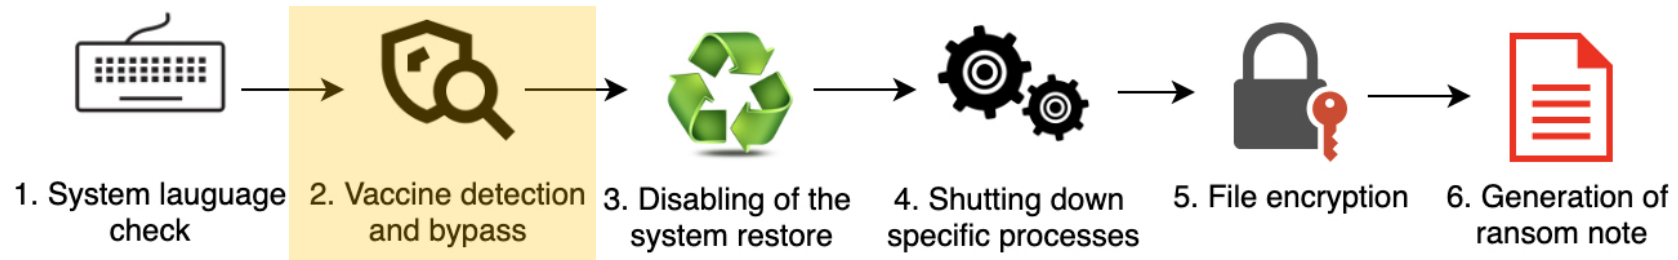 1. System lauguage
check
2. Vaccine detection
and bypass
3. Disabling of the
system restore
4. Shutting down
specific processes
5. File encryption
6. Generation of
ransom note